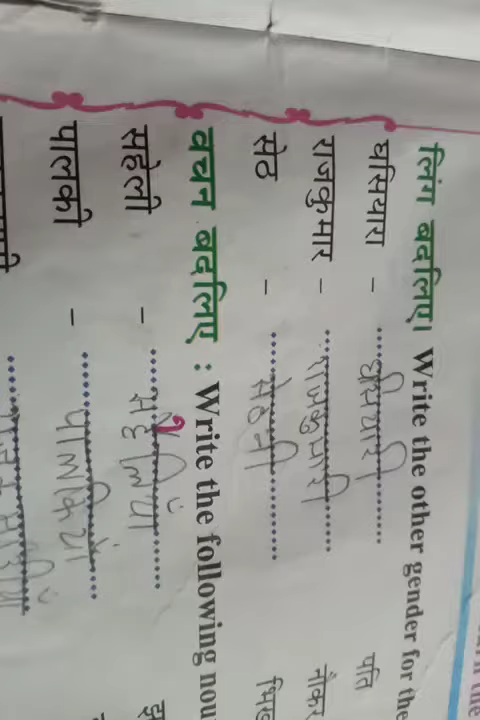 लिंग बदलिए। Write the other gender for the
घसियारा - घसियारी पति
राजकुमार - राजकुमारी नौकर
सेठ - सेठनी भिख
वचन बदलिए : Write the following nou
सहेली - सहेलियाँ
पालकी - पालकियाँ